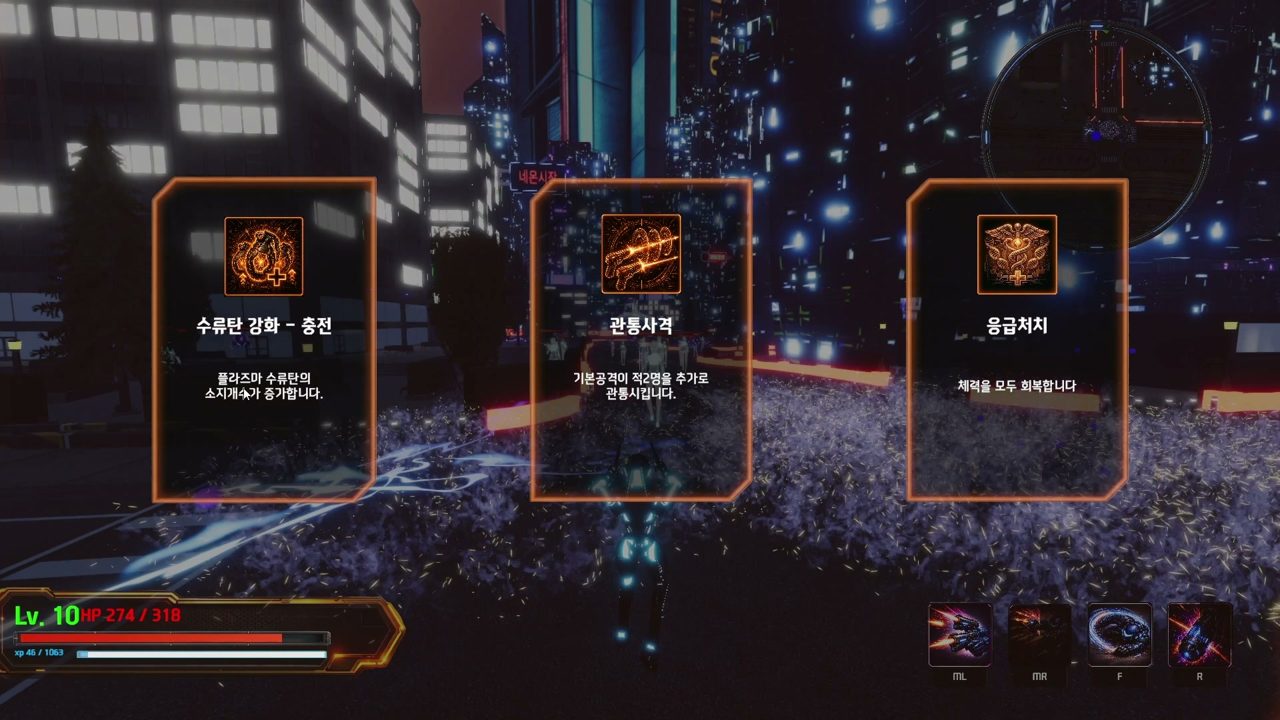 네온시장
수류탄 강화 - 충전
플라즈마 수류탄의
소지개수가 증가합니다.
관통사격
기본공격이 적2명을 추가로
관통시킵니다.
응급처치
체력을 모두 회복합니다
Lv. 10 HP 274 / 318
xp 46 / 1063
ML
MR
F
R